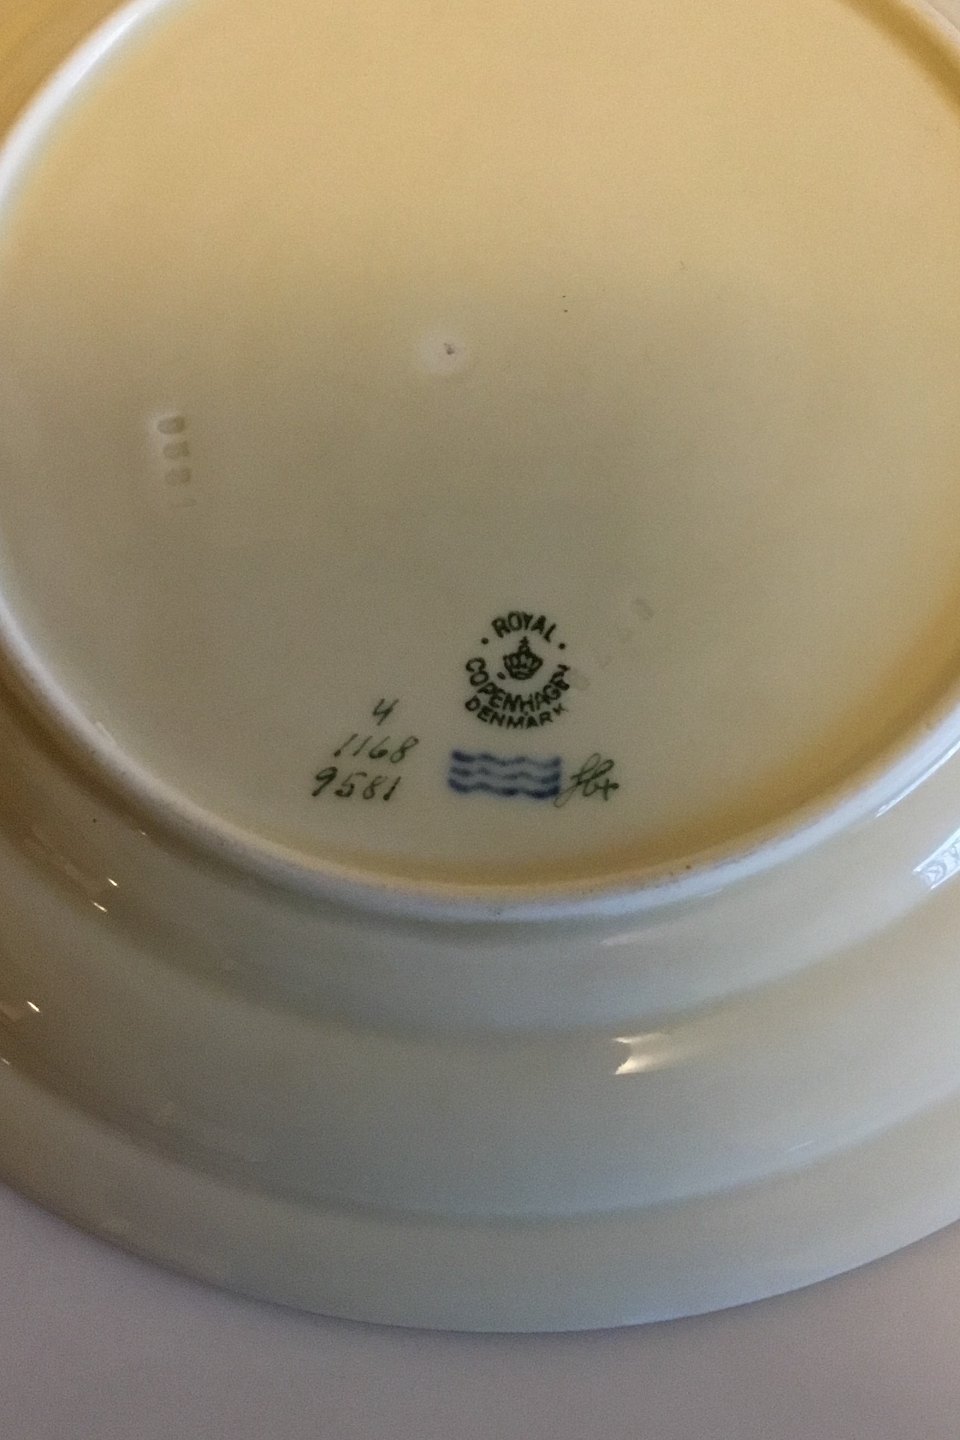 ROYAL
COPENHAGEN
DENMARK
4
1168
9581